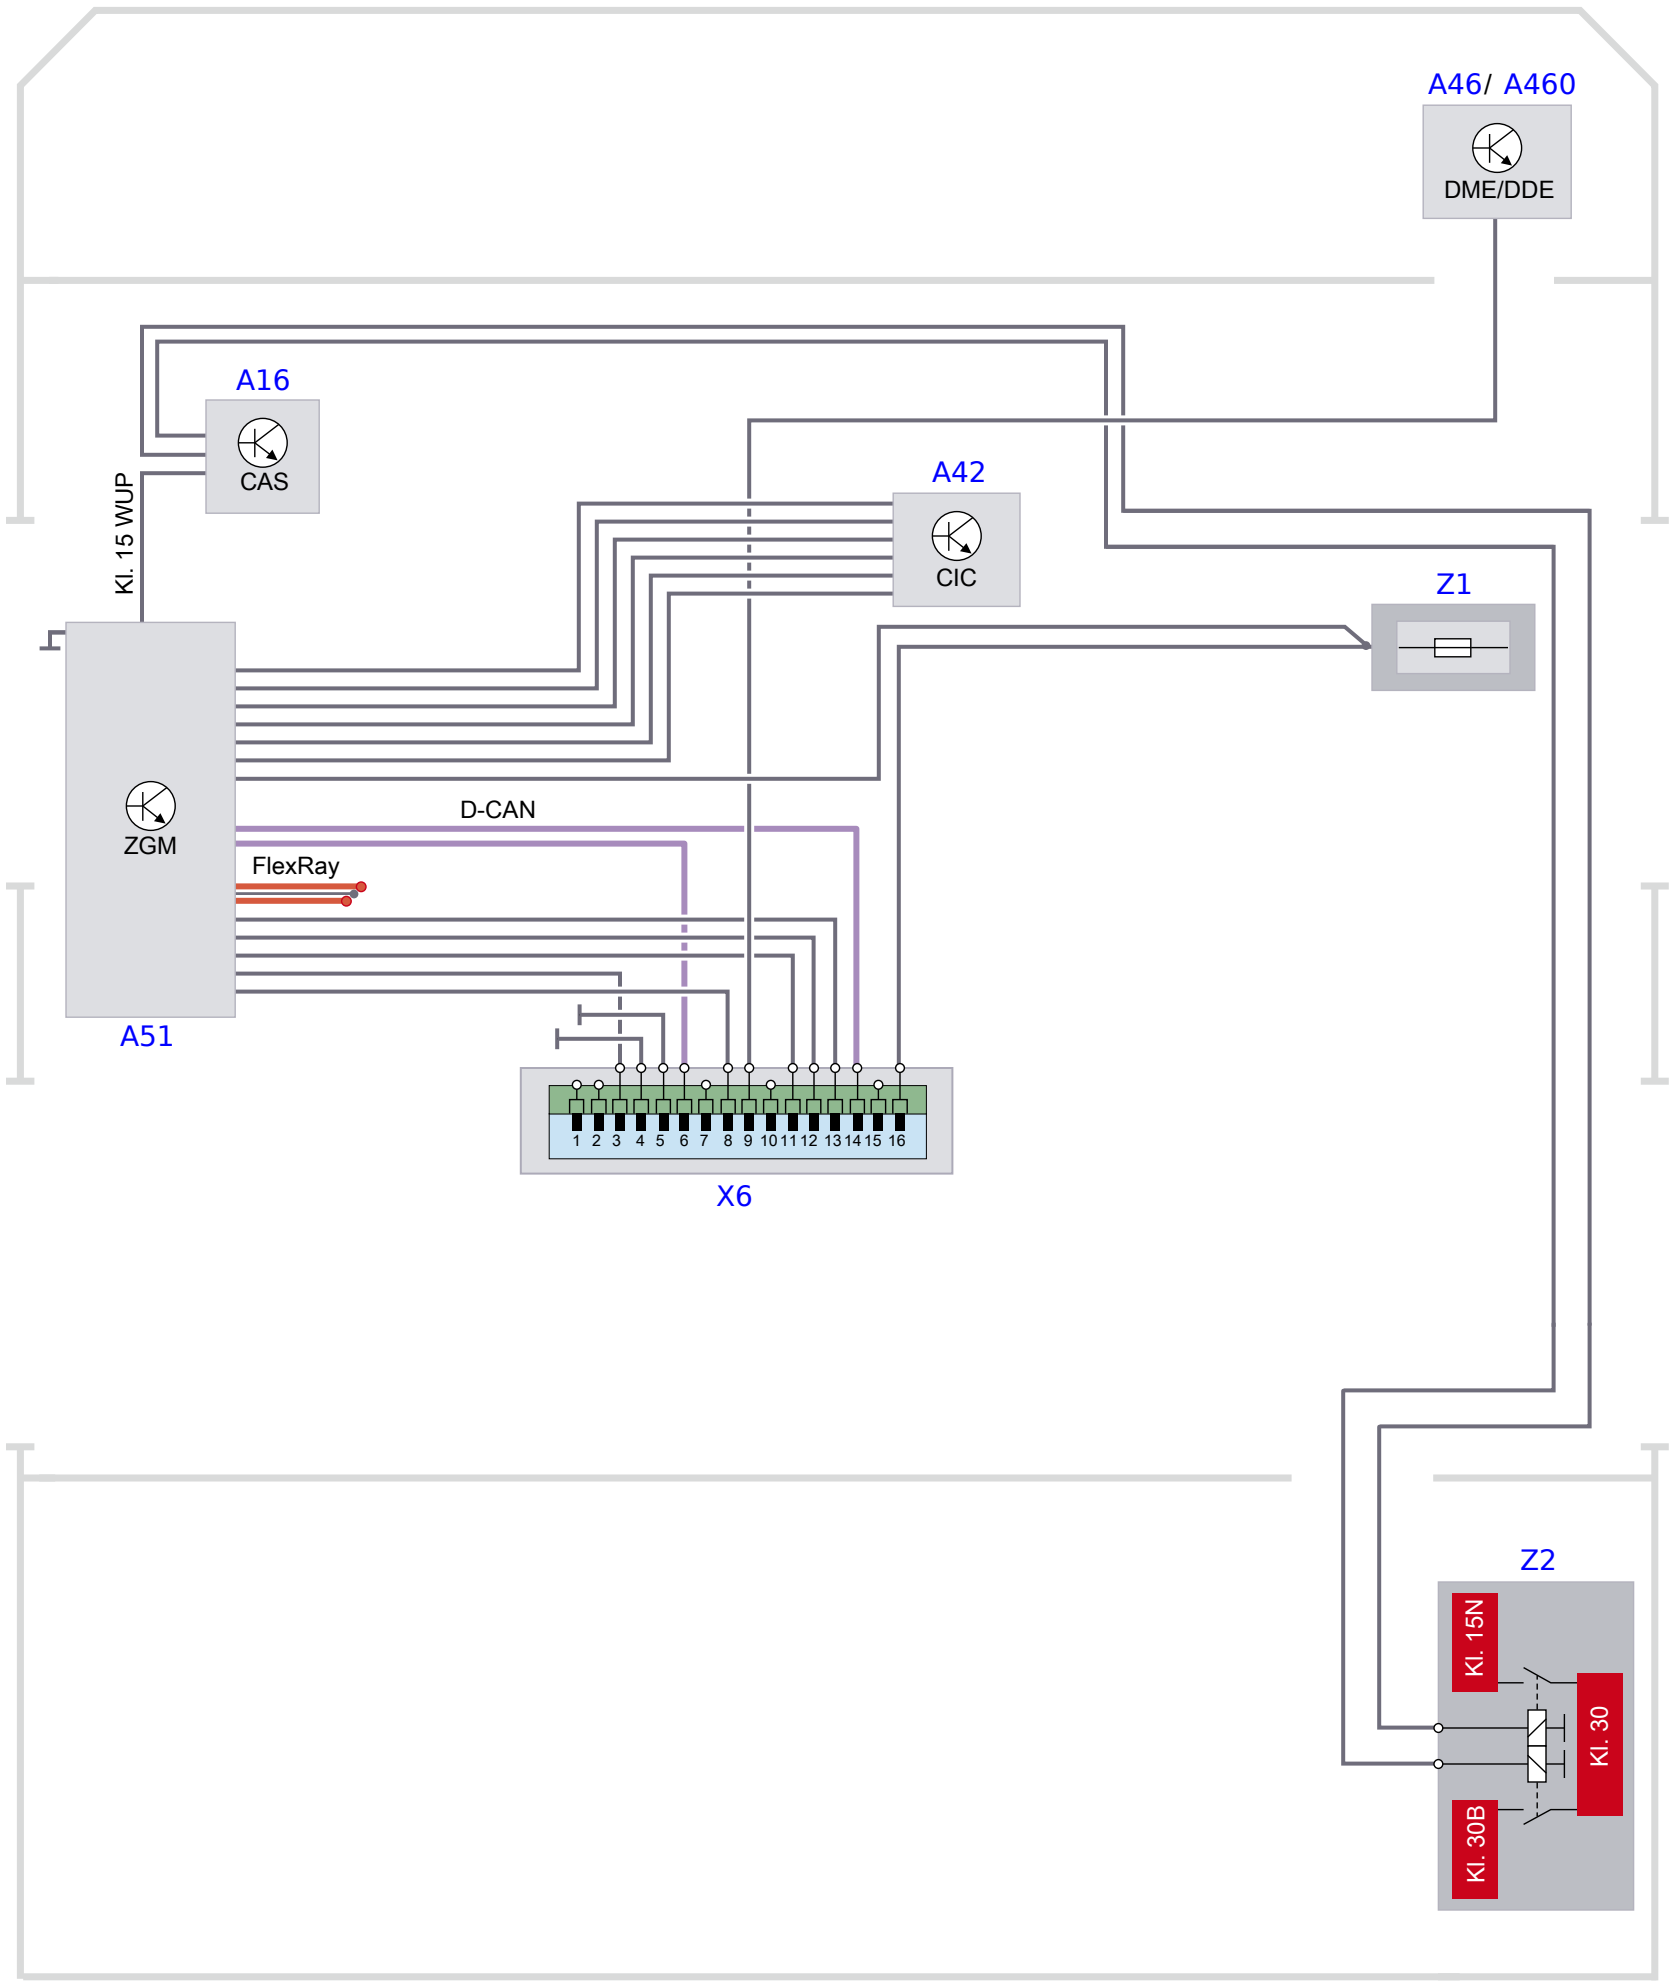 A46/ A460
DME/DDE
A16
CAS
Kl. 15 WUP
A42
CIC
Z1
ZGM
D-CAN
FlexRay
A51
1 2 3 4 5 6 7 8 9 10 11 12 13 14 15 16
X6
Z2
Kl. 15N
Kl. 30
Kl. 30B